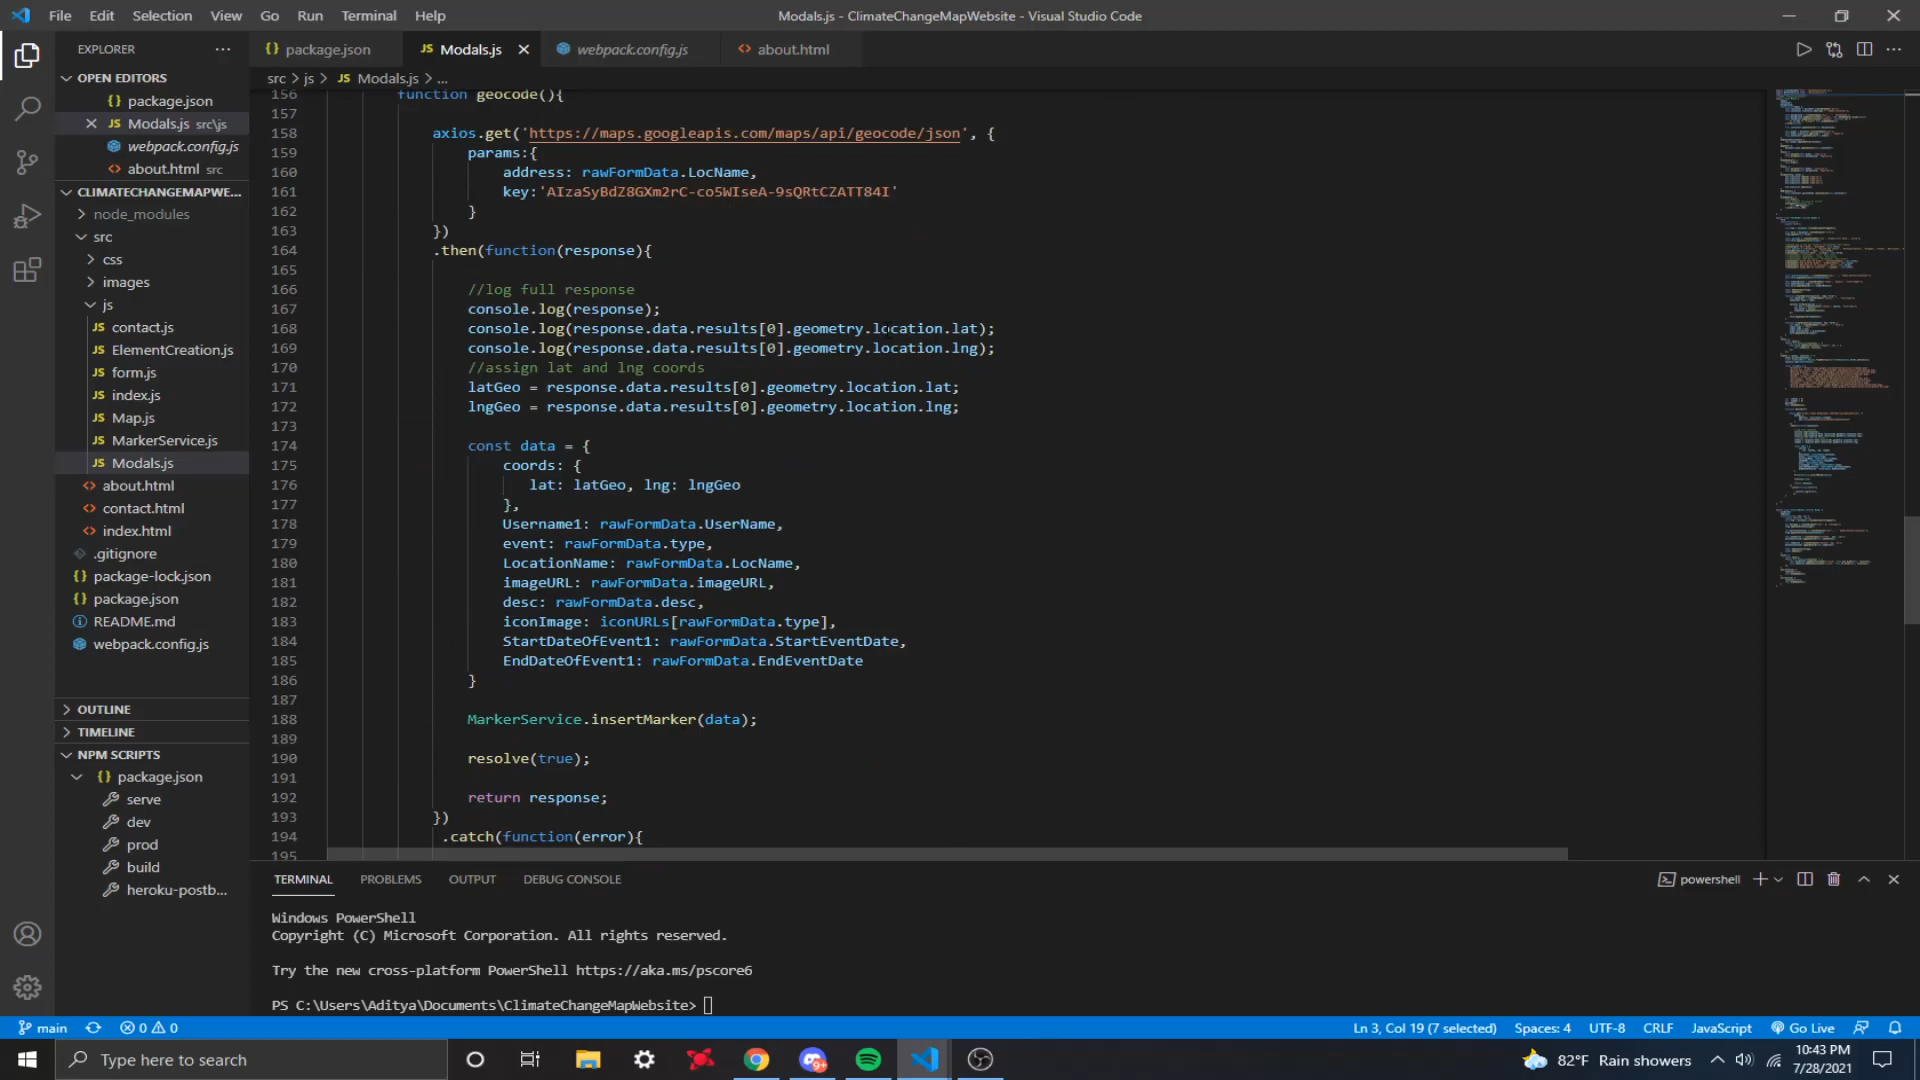 File Edit Selection View Go Run Terminal Help
Modals.js - ClimateChangeMapWebsite - Visual Studio Code
EXPLORER
package.json
Modals.js
webpack.config.js
about.html
OPEN EDITORS
package.json
Modals.js src\js
webpack.config.js
about.html src
CLIMATECHANGEMAPWE...
node_modules
src
css
images
js
contact.js
ElementCreation.js
form.js
index.js
Map.js
MarkerService.js
Modals.js
about.html
contact.html
index.html
.gitignore
package-lock.json
package.json
README.md
webpack.config.js
OUTLINE
TIMELINE
NPM SCRIPTS
package.json
serve
dev
prod
build
heroku-postb...
src > js > JS Modals.js > ...
156 function geocode(){
157
158 axios.get('https://maps.googleapis.com/maps/api/geocode/json', {
159 params:{
160 address: rawFormData.LocName,
161 key:'AIzaSyBdZ8GXm2rC-co5WIseA-9sQRtCZATT84I'
162 }
163 })
164 .then(function(response){
165
166 //log full response
167 console.log(response);
168 console.log(response.data.results[0].geometry.location.lat);
169 console.log(response.data.results[0].geometry.location.lng);
170 //assign lat and lng coords
171 latGeo = response.data.results[0].geometry.location.lat;
172 lngGeo = response.data.results[0].geometry.location.lng;
173
174 const data = {
175 coords: {
176 lat: latGeo, lng: lngGeo
177 },
178 Username1: rawFormData.UserName,
179 event: rawFormData.type,
180 LocationName: rawFormData.LocName,
181 imageURL: rawFormData.imageURL,
182 desc: rawFormData.desc,
183 iconImage: iconURLs[rawFormData.type],
184 StartDateOfEvent1: rawFormData.StartEventDate,
185 EndDateOfEvent1: rawFormData.EndEventDate
186 }
187
188 MarkerService.insertMarker(data);
189
190 resolve(true);
191
192 return response;
193 })
194 .catch(function(error){
195
TERMINAL PROBLEMS OUTPUT DEBUG CONSOLE
powershell
Windows PowerShell
Copyright (C) Microsoft Corporation. All rights reserved.
Try the new cross-platform PowerShell https://aka.ms/pscore6
PS C:\Users\Aditya\Documents\ClimateChangeMapWebsite>
main 0 0
Ln 3, Col 19 (7 selected) Spaces: 4 UTF-8 CRLF JavaScript Go Live
Type here to search
9+
82°F Rain showers
10:43 PM
7/28/2021